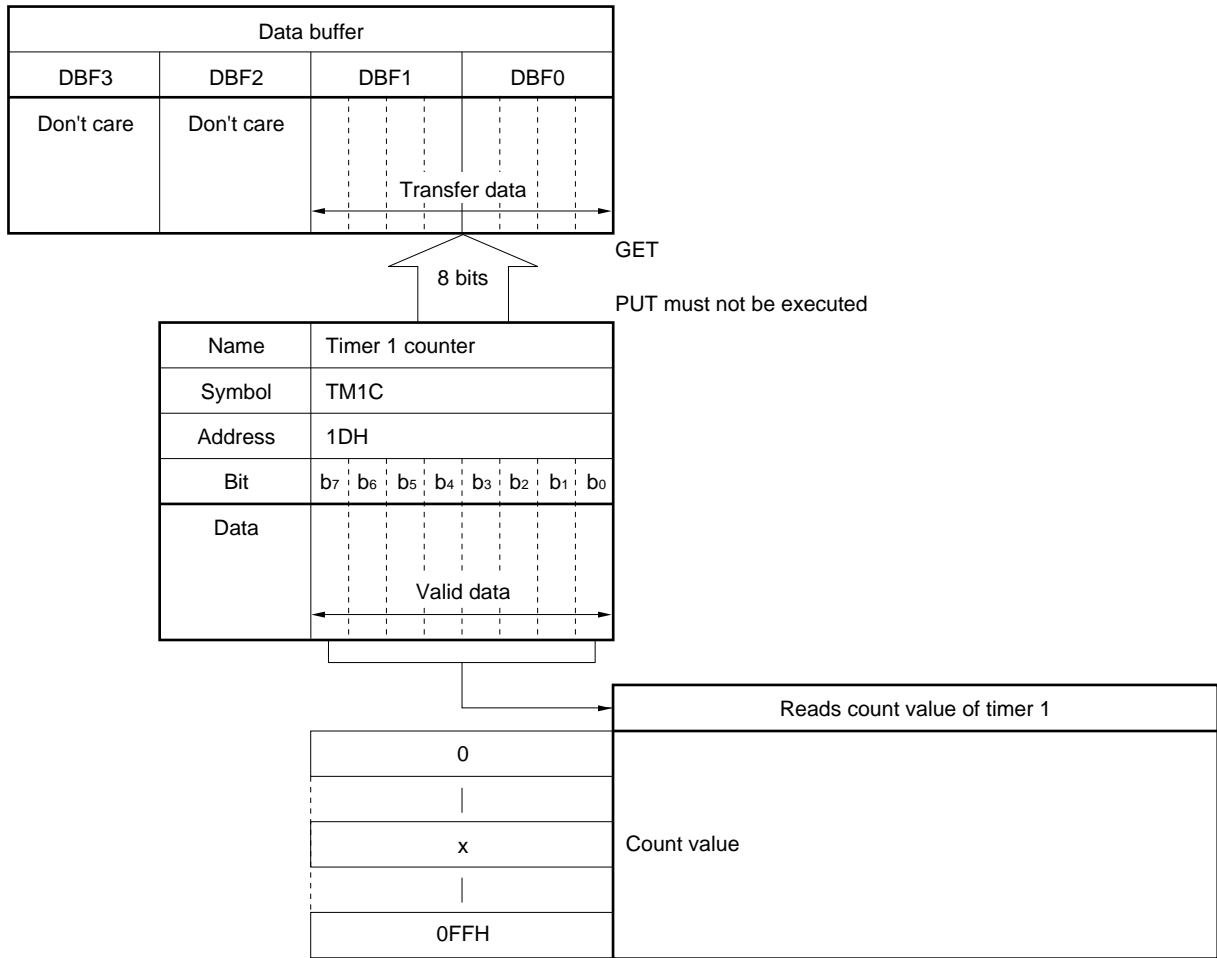 Data buffer
DBF3 DBF2 DBF1 DBF0
Don't care Don't care
Transfer data
GET
8 bits
PUT must not be executed
Name Timer 1 counter
Symbol TM1C
Address 1DH
Bit b7 b6 b5 b4 b3 b2 b1 b0
Data
Valid data
Reads count value of timer 1
0
x Count value
0FFH